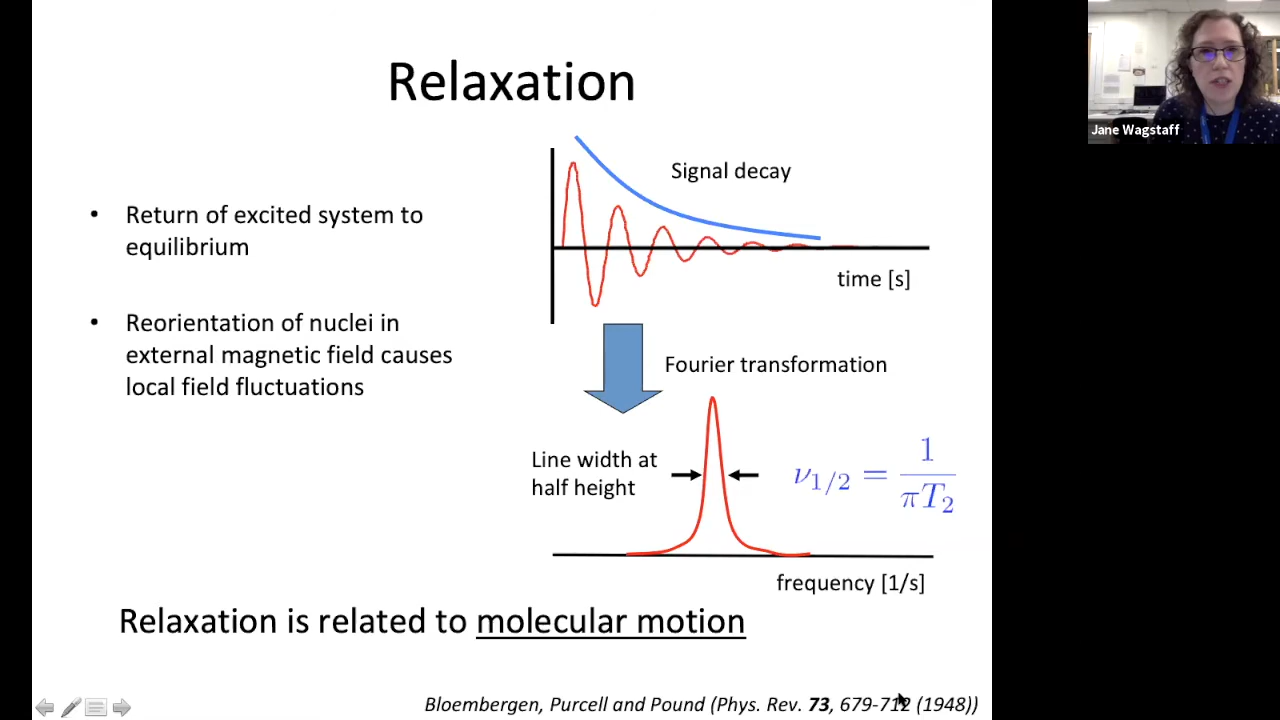 Relaxation
Jane Wagstaff
Signal decay
• Return of excited system to
equilibrium
time [s]
• Reorientation of nuclei in
external magnetic field causes
local field fluctuations
Fourier transformation
Line width at
half height
ν1/2 = 1/πT2
frequency [1/s]
Relaxation is related to molecular motion
Bloembergen, Purcell and Pound (Phys. Rev. 73, 679-712 (1948))